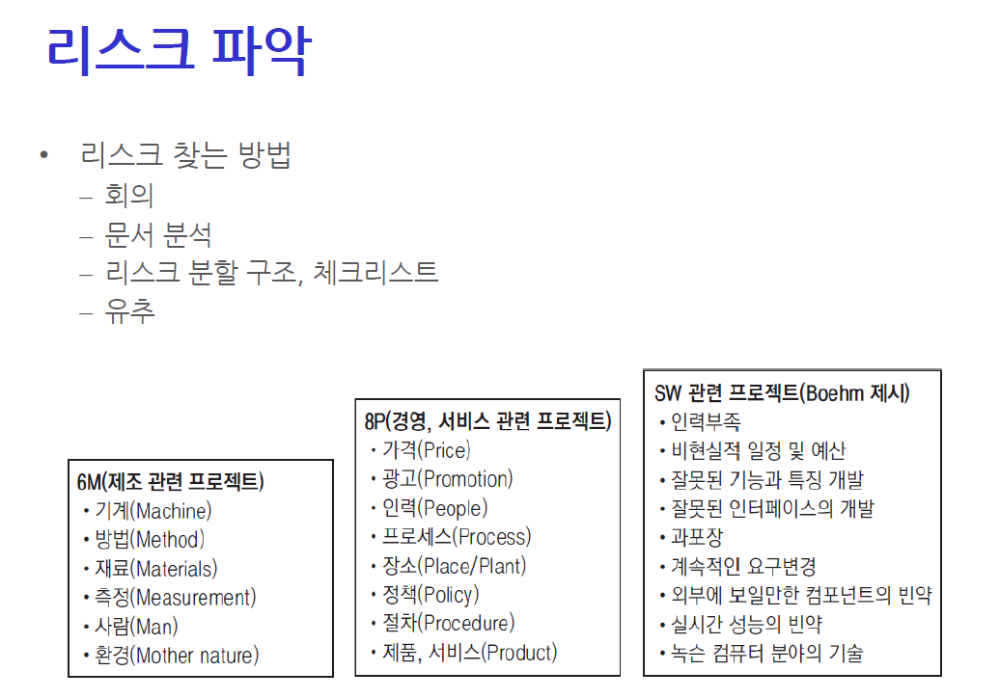 리스크 파악
• 리스크 찾는 방법
– 회의
– 문서 분석
– 리스크 분할 구조, 체크리스트
– 유추
6M(제조 관련 프로젝트)
• 기계(Machine)
• 방법(Method)
• 재료(Materials)
• 측정(Measurement)
• 사람(Man)
• 환경(Mother nature)
8P(경영, 서비스 관련 프로젝트)
• 가격(Price)
• 광고(Promotion)
• 인력(People)
• 프로세스(Process)
• 장소(Place/Plant)
• 정책(Policy)
• 절차(Procedure)
• 제품, 서비스(Product)
SW 관련 프로젝트(Boehm 제시)
• 인력부족
• 비현실적 일정 및 예산
• 잘못된 기능과 특징 개발
• 잘못된 인터페이스의 개발
• 과포장
• 계속적인 요구변경
• 외부에 보일만한 컴포넌트의 빈약
• 실시간 성능의 빈약
• 녹슨 컴퓨터 분야의 기술